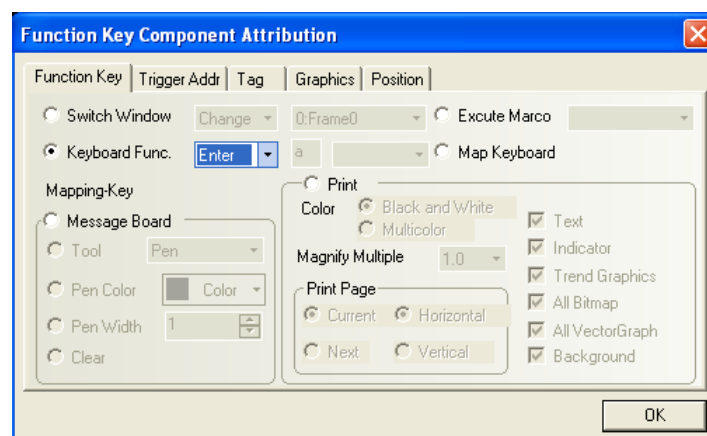 Function Key Component Attribution
Function Key Trigger Addr Tag Graphics Position
Switch Window Change 0:Frame0 Excute Marco
Keyboard Func. Enter a Map Keyboard
Mapping-Key
Print
Message Board
Color Black and White
Multicolor
Text
Tool Pen
Magnify Multiple 1.0
Indicator
Trend Graphics
Pen Color Color
Print Page
All Bitmap
Current Horizontal
Pen Width 1
All VectorGraph
Clear
Next Vertical
Background
OK